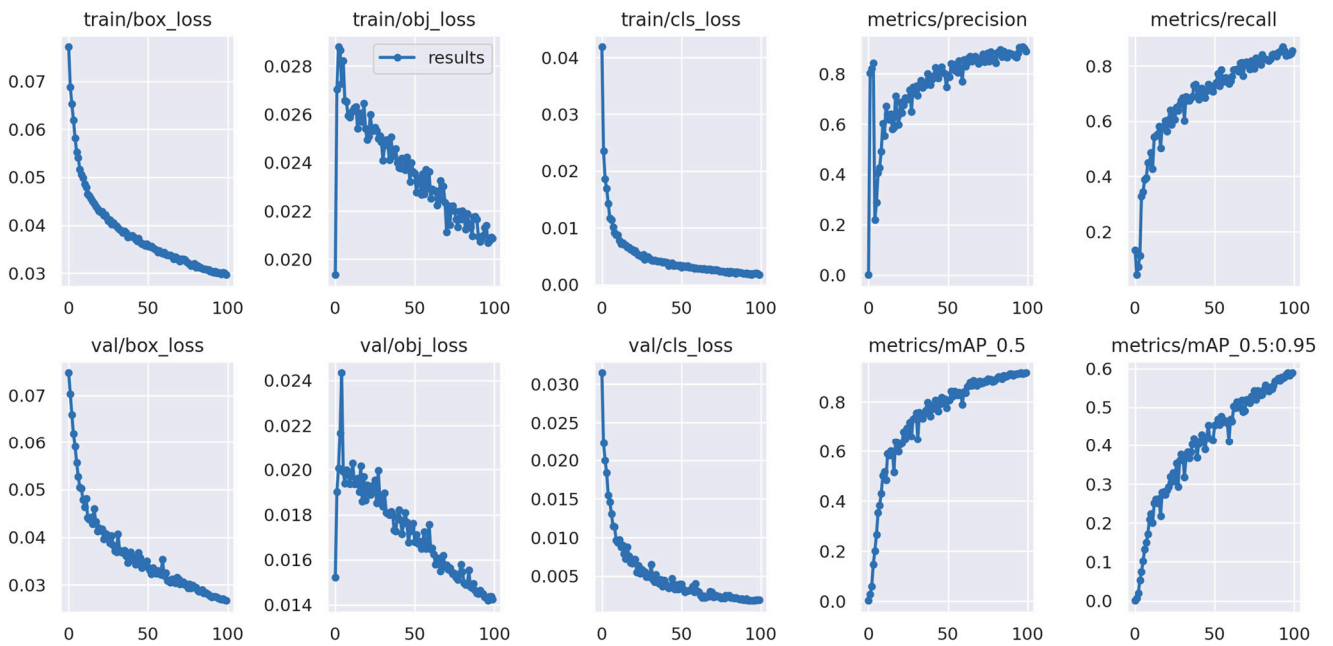 train/box_loss
train/obj_loss
train/cls_loss
metrics/precision
metrics/recall
results
0.07
0.06
0.05
0.04
0.03
0 50 100
0.028
0.026
0.024
0.022
0.020
0 50 100
0.04
0.03
0.02
0.01
0.00
0 50 100
0.8
0.6
0.4
0.2
0.0
0 50 100
0.8
0.6
0.4
0.2
0 50 100
val/box_loss
val/obj_loss
val/cls_loss
metrics/mAP_0.5
metrics/mAP_0.5:0.95
0.07
0.06
0.05
0.04
0.03
0 50 100
0.024
0.022
0.020
0.018
0.016
0.014
0 50 100
0.030
0.025
0.020
0.015
0.010
0.005
0 50 100
0.8
0.6
0.4
0.2
0.0
0 50 100
0.6
0.5
0.4
0.3
0.2
0.1
0.0
0 50 100